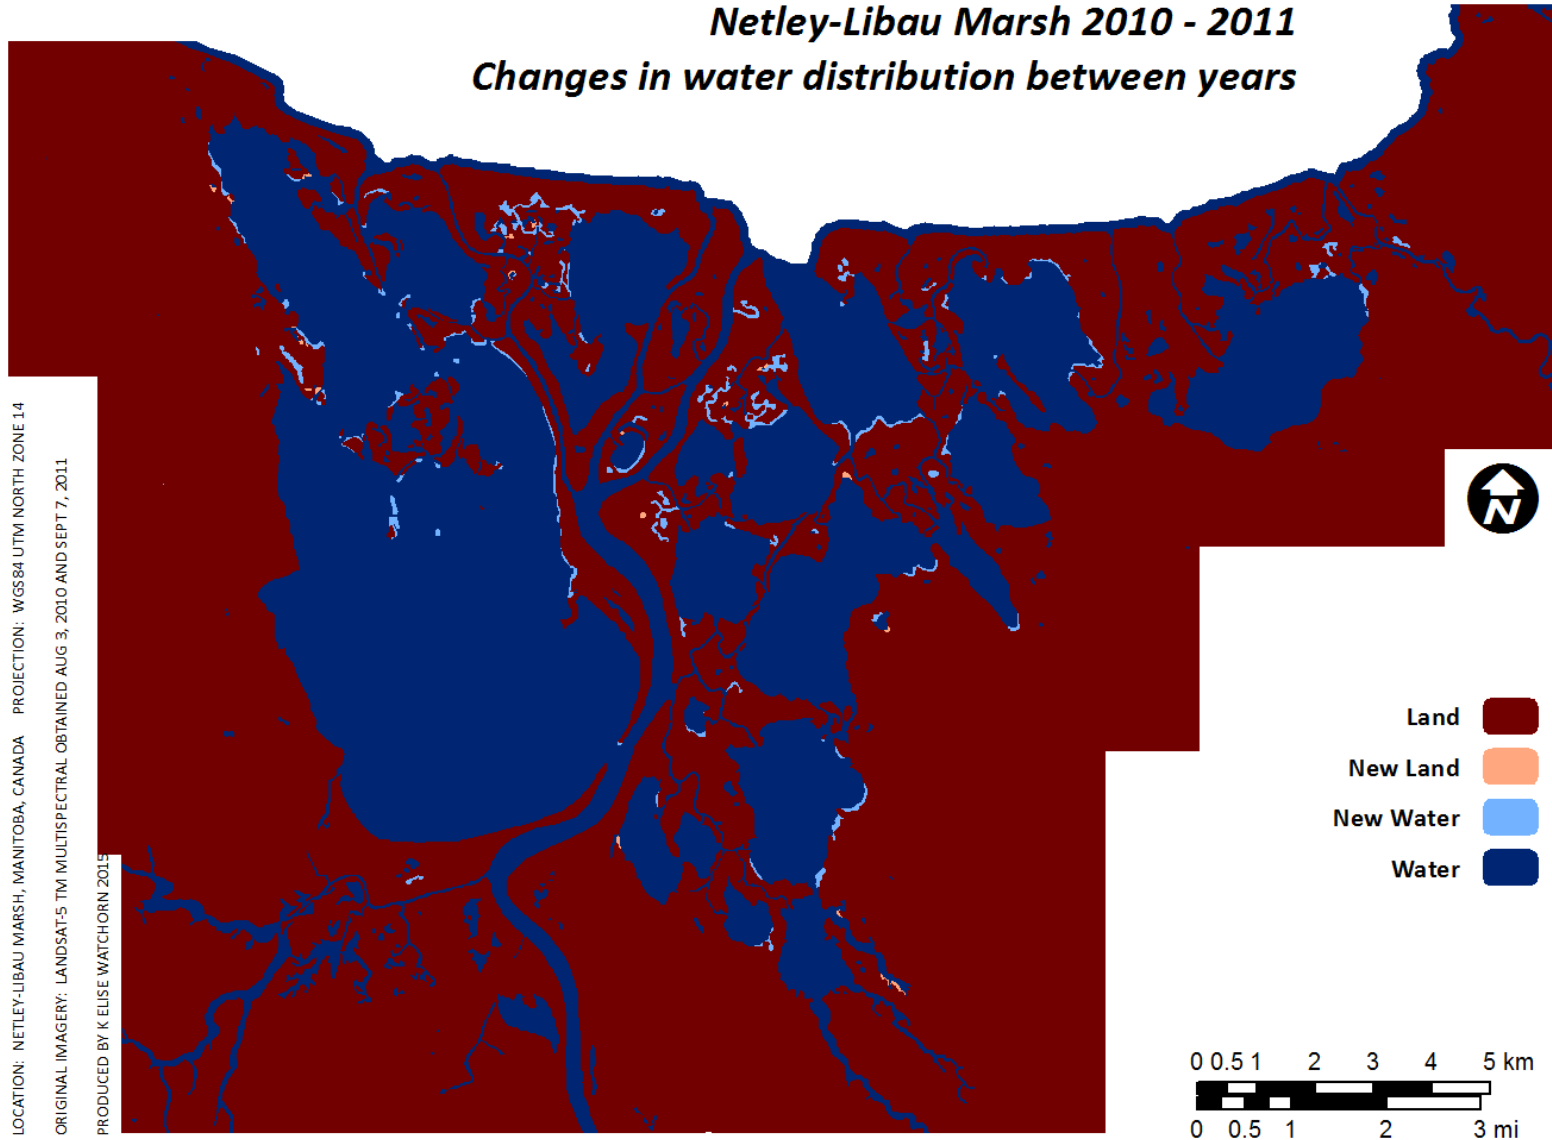 Netley-Libau Marsh 2010 - 2011
Changes in water distribution between years
LOCATION: NETLEY-LIBAU MARSH, MANITOBA, CANADA PROJECTION: WGS84 UTM NORTH ZONE 14
ORIGINAL IMAGERY: LANDSAT-5 TM MULTISPECTRAL OBTAINED AUG 3, 2010 AND SEPT 7, 2011
PRODUCED BY K ELISE WATCHORN 2015
N
Land
New Land
New Water
Water
0 0.5 1 2 3 4 5 km
0 0.5 1 2 3 mi